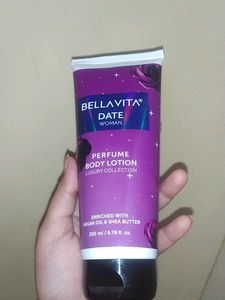 BELLAVITA®
DATE
WOMAN
PERFUME
BODY LOTION
LUXURY COLLECTION
ENRICHED WITH
ARGAN OIL & SHEA BUTTER
200 ml / 6.76 fl. oz.